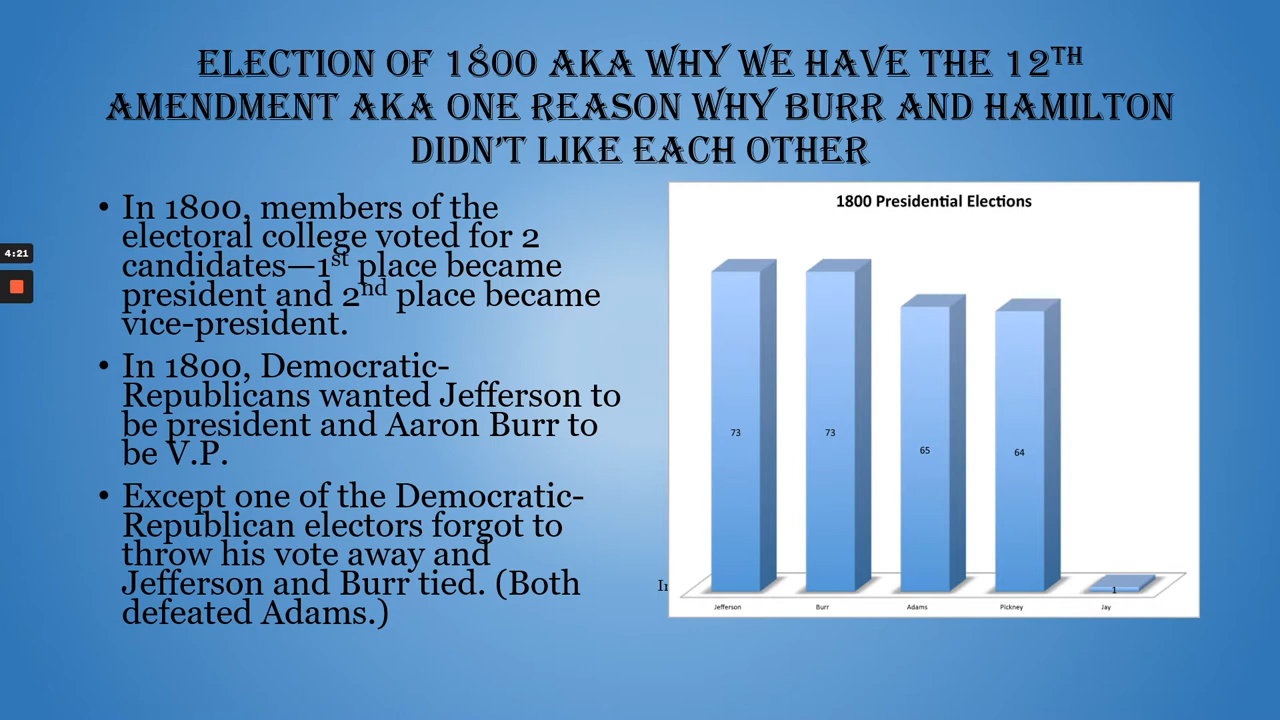 ELECTION OF 1800 AKA WHY WE HAVE THE 12TH
AMENDMENT AKA ONE REASON WHY BURR AND HAMILTON
DIDN'T LIKE EACH OTHER
• In 1800, members of the
electoral college voted for 2
candidates—1st place became
president and 2nd place became
vice-president.
• In 1800, Democratic-
Republicans wanted Jefferson to
be president and Aaron Burr to
be V.P.
• Except one of the Democratic-
Republican electors forgot to
throw his vote away and
Jefferson and Burr tied. (Both
defeated Adams.)
4:21
1800 Presidential Elections
73
73
65
64
1
Jefferson
Burr
Adams
Pickney
Jay